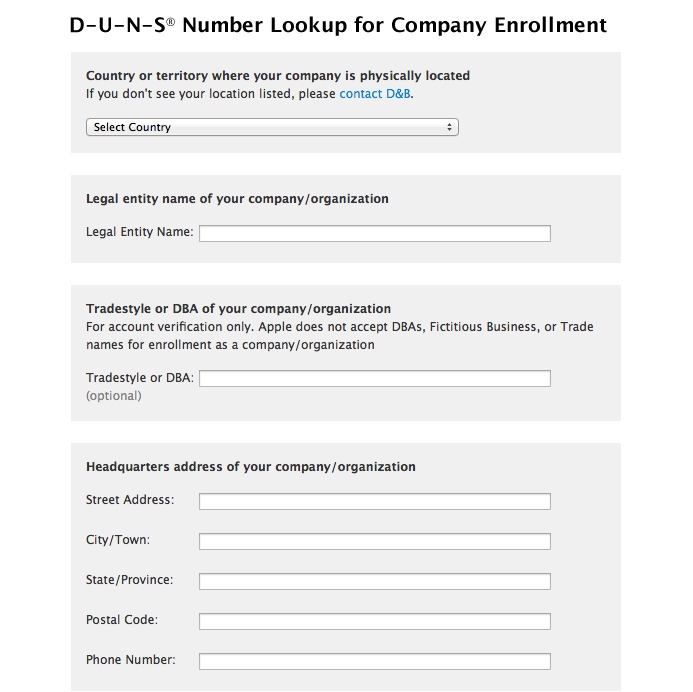 D-U-N-S® Number Lookup for Company Enrollment
Country or territory where your company is physically located
If you don't see your location listed, please contact D&B.
Select Country
Legal entity name of your company/organization
Legal Entity Name:
Tradestyle or DBA of your company/organization
For account verification only. Apple does not accept DBAs, Fictitious Business, or Trade
names for enrollment as a company/organization
Tradestyle or DBA:
(optional)
Headquarters address of your company/organization
Street Address:
City/Town:
State/Province:
Postal Code:
Phone Number: